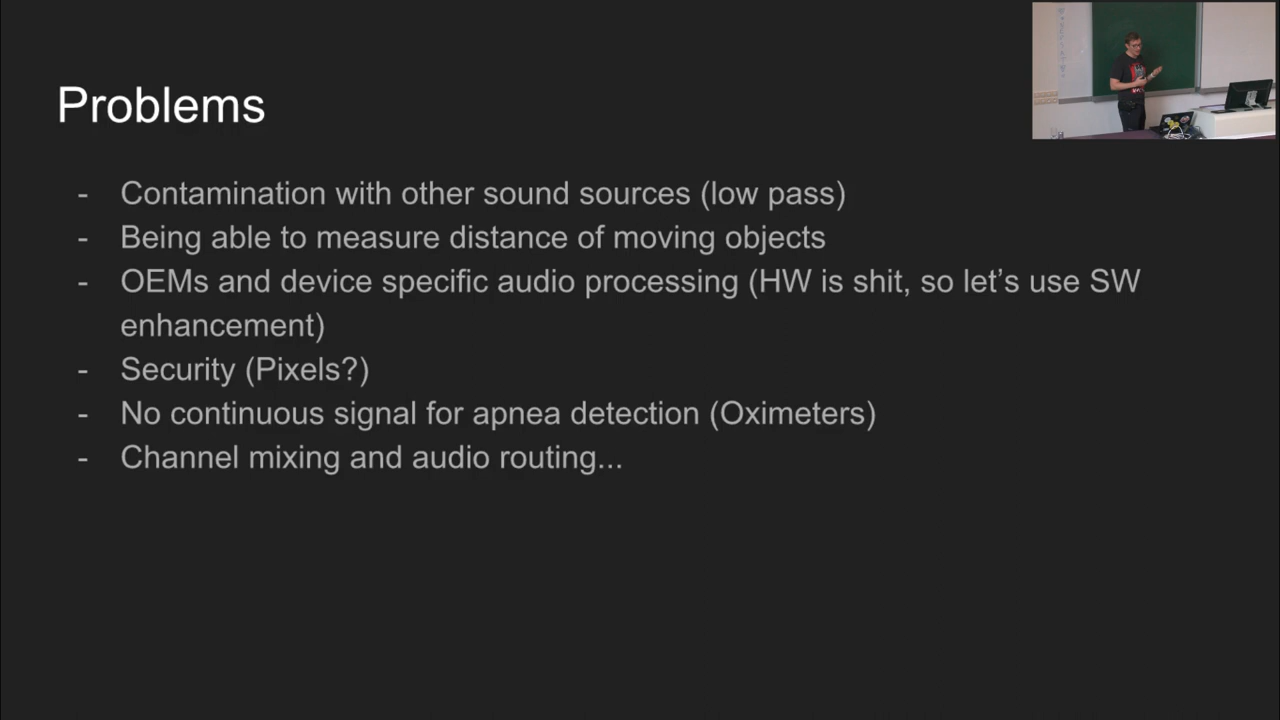 Problems
- Contamination with other sound sources (low pass)
- Being able to measure distance of moving objects
- OEMs and device specific audio processing (HW is shit, so let’s use SW
enhancement)
- Security (Pixels?)
- No continuous signal for apnea detection (Oximeters)
- Channel mixing and audio routing...